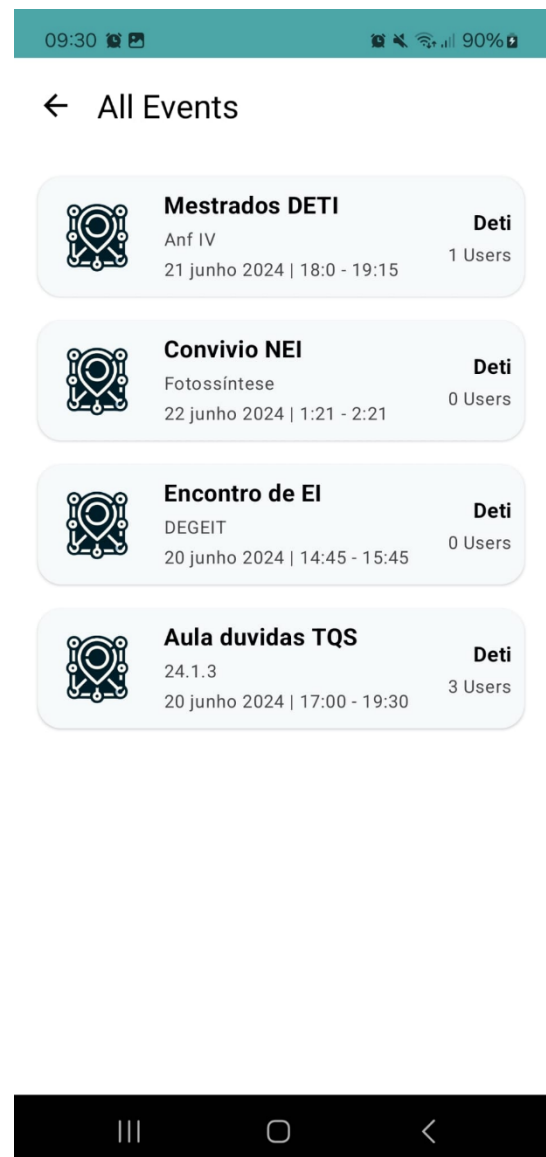 09:30 90%
All Events
Mestrados DETI
Anf IV
21 junho 2024 | 18:0 - 19:15
Deti
1 Users
Convivio NEI
Fotossíntese
22 junho 2024 | 1:21 - 2:21
Deti
0 Users
Encontro de EI
DEGEIT
20 junho 2024 | 14:45 - 15:45
Deti
0 Users
Aula duvidas TQS
24.1.3
20 junho 2024 | 17:00 - 19:30
Deti
3 Users